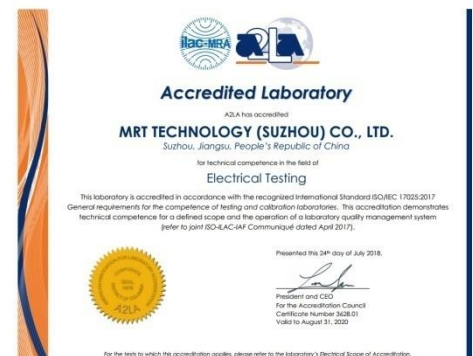 ilac-MRA
A2LA
Accredited Laboratory
A2LA has accredited
MRT TECHNOLOGY (SUZHOU) CO., LTD.
Suzhou, Jiangsu, People's Republic of China
for technical competence in the field of
Electrical Testing
This laboratory is accredited in accordance with the recognized International Standard ISO/IEC 17025:2017
General requirements for the competence of testing and calibration laboratories. This accreditation demonstrates
technical competence for a defined scope and the operation of a laboratory quality management system
(refer to joint ISO-ILAC-IAF Communiqué dated April 2017).
Presented this 24th day of July 2018.
President and CEO
For the Accreditation Council
Certificate Number 3628.01
Valid to August 31, 2020
SEAL
A2LA
For the tests to which this accreditation applies, please refer to the laboratory's Electrical Scope of Accreditation.